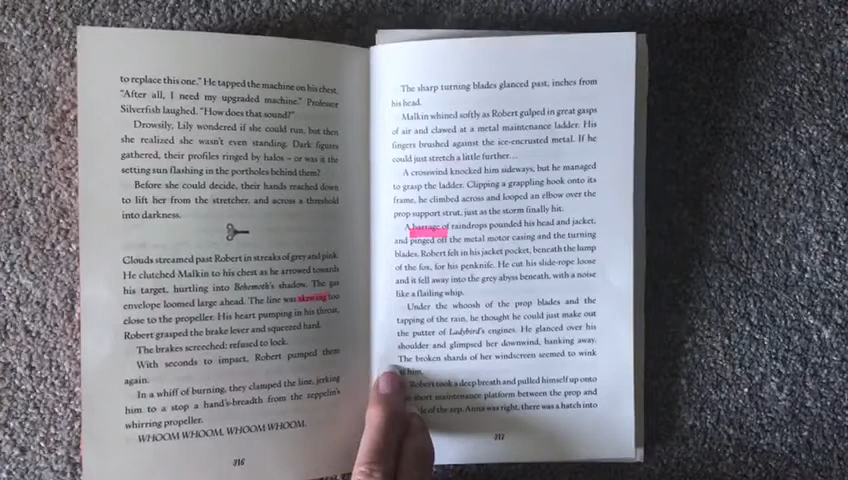 to replace this one." He tapped the machine on his chest.
"After all, I need my upgraded machine." Professor
Silverfish laughed. "How does that sound?"
Drowsily, Lily wondered if she could run, but then
she realized she wasn't even standing. Dark figures
gathered, their profiles ringed by halos – or was it the
setting sun flashing in the portholes behind them?
Before she could decide, their hands reached down
to lift her from the stretcher, and across a threshold
into darkness.
Clouds streamed past Robert in streaks of grey and pink.
He clutched Malkin to his chest as he arrowed towards
his target, hurtling into Behemoth's shadow. The gas
envelope loomed large ahead. The line was skewing too
close to the propeller. His heart pumping in his throat,
Robert grasped the brake lever and squeezed hard.
The brakes screeched; refused to lock.
With seconds to impact, Robert pumped them
again.
In a whiff of burning, they clamped the line, jerking
him to a stop a hand's-breadth from the zeppelin's
whirring propeller.
WHOOM WHOOM, WHOOM WHOOM.
316
The sharp turning blades glanced past, inches from
his head.
Malkin whined softly as Robert gulped in great gasps
of air and clawed at a metal maintenance ladder. His
fingers brushed against the ice-encrusted metal. If he
could just stretch a little further…
A crosswind knocked him sideways, but he managed
to grasp the ladder. Clipping a grappling hook onto its
frame, he climbed across and looped an elbow over the
prop support strut, just as the storm finally hit.
A barrage of raindrops pounded his head and jacket,
and pinged off the metal motor casing and the turning
blades. Robert felt in his jacket pocket, beneath the lump
of the fox, for his penknife. He cut his slide-rope loose
and it fell away into the grey abyss beneath, with a noise
like a flailing whip.
Under the whoosh of the prop blades and the
tapping of the rain, he thought he could just make out
the putter of Ladybird's engines. He glanced over his
shoulder and glimpsed her downwind, banking away.
The broken shards of her windscreen seemed to wink
him.
Robert took a deep breath and pulled himself up onto
short maintenance platform between the prop and
of the zep. Anna was right, there was a hatch into
317